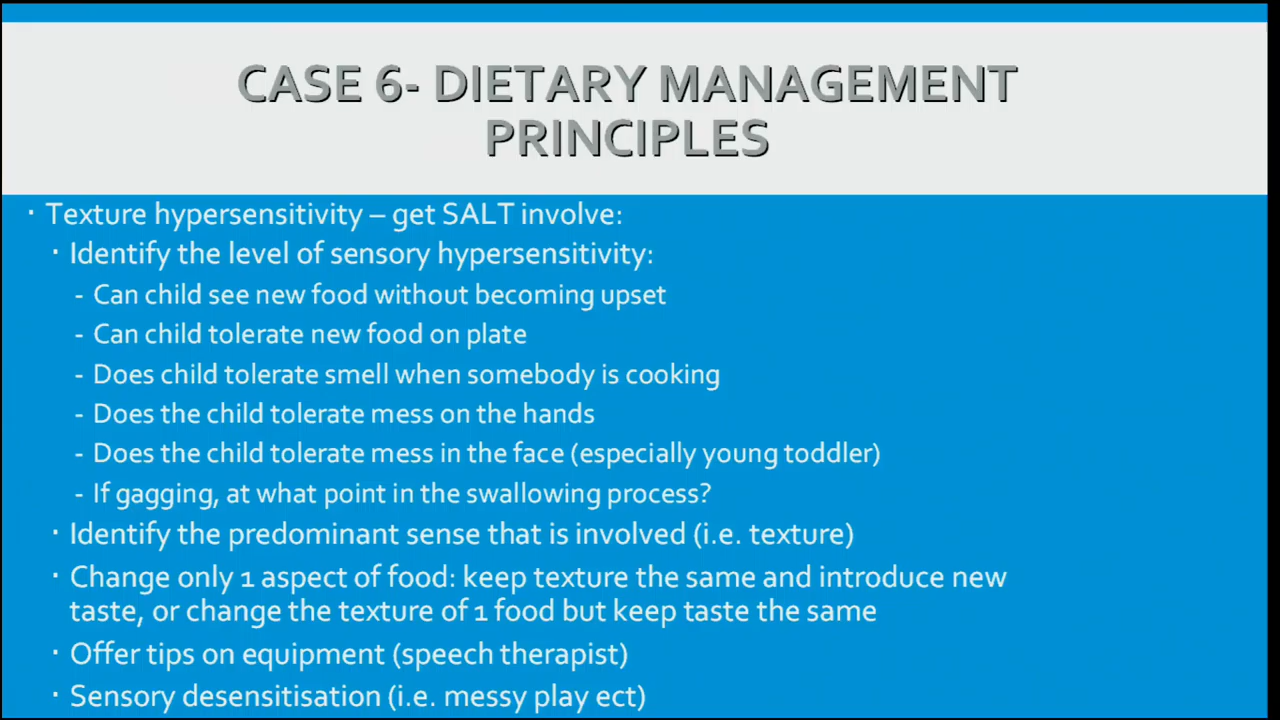 CASE 6- DIETARY MANAGEMENT
PRINCIPLES
· Texture hypersensitivity – get SALT involve:
· Identify the level of sensory hypersensitivity:
- Can child see new food without becoming upset
- Can child tolerate new food on plate
- Does child tolerate smell when somebody is cooking
- Does the child tolerate mess on the hands
- Does the child tolerate mess in the face (especially young toddler)
- If gagging, at what point in the swallowing process?
· Identify the predominant sense that is involved (i.e. texture)
· Change only 1 aspect of food: keep texture the same and introduce new
taste, or change the texture of 1 food but keep taste the same
· Offer tips on equipment (speech therapist)
· Sensory desensitisation (i.e. messy play ect)